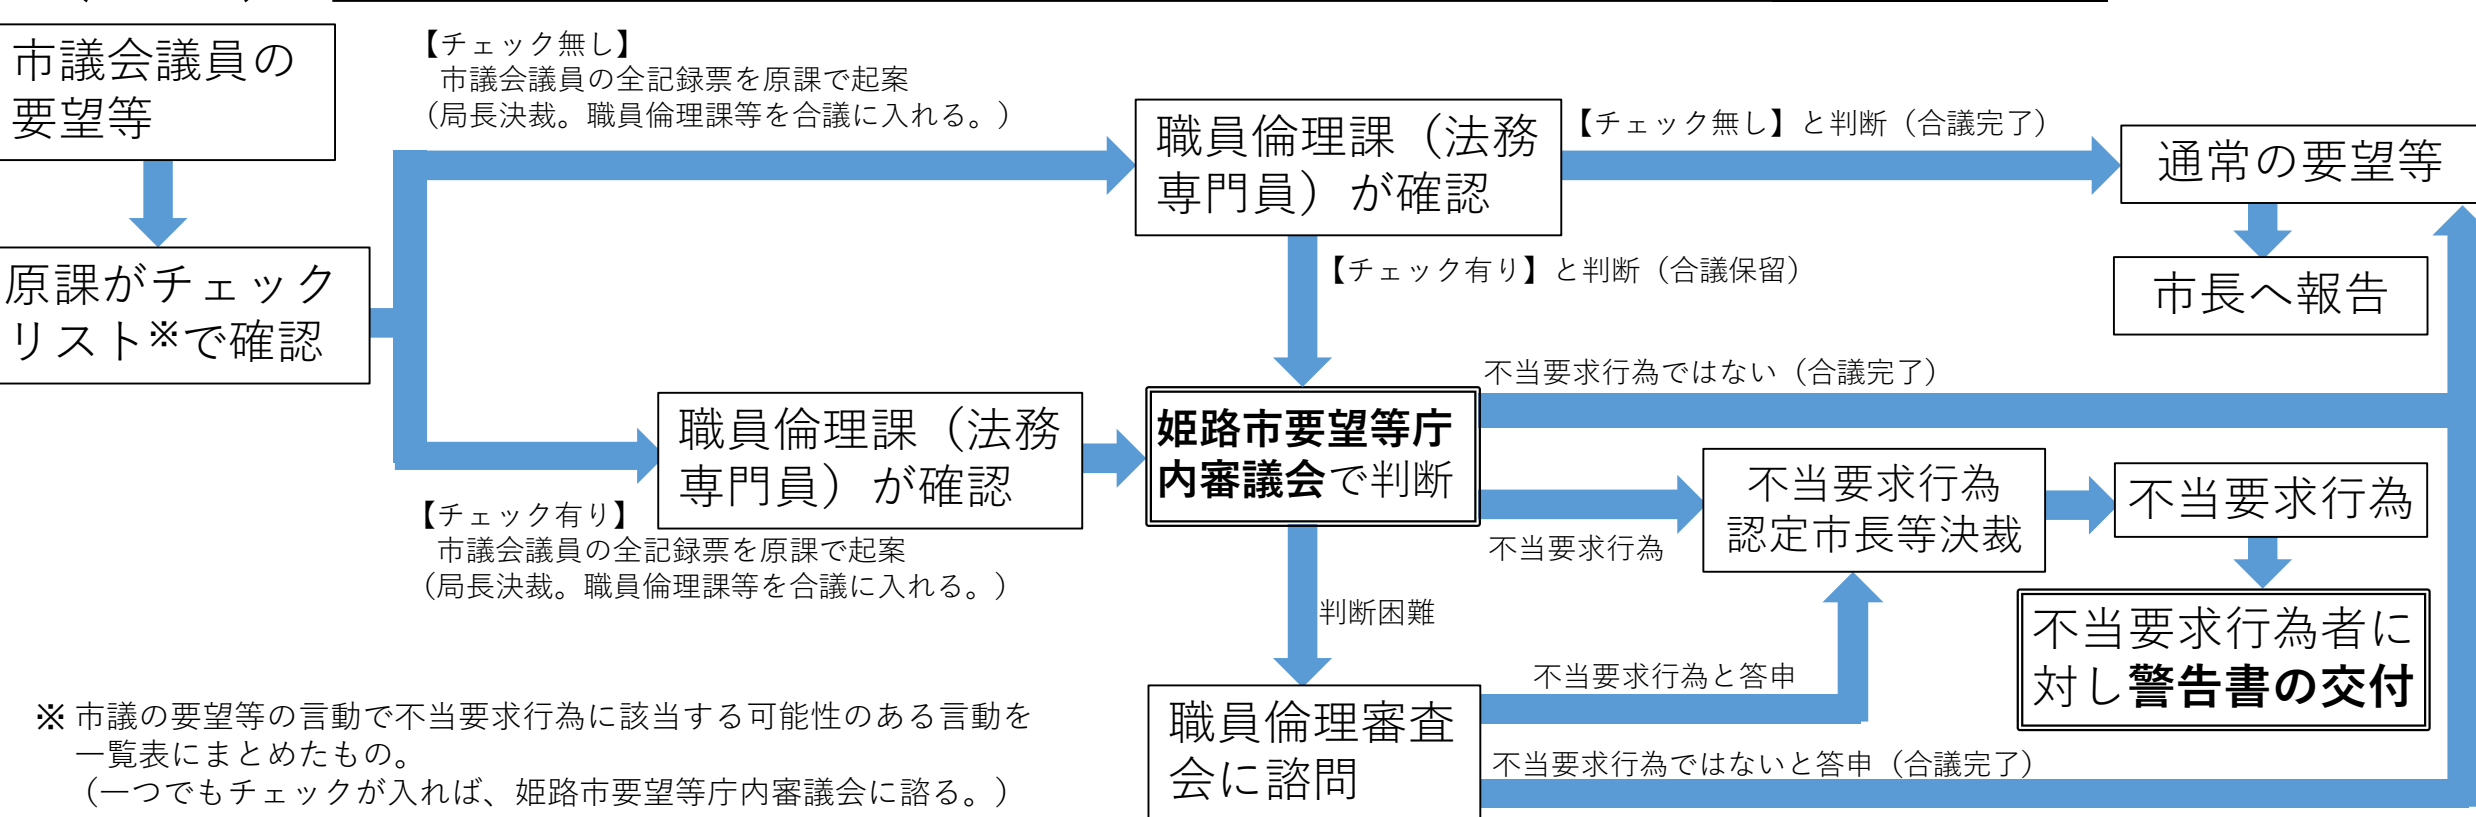 市議会議員の
要望等
原課がチェック
リスト※で確認
【チェック無し】
市議会議員の全記録票を原課で起案
（局長決裁。職員倫理課等を合議に入れる。）
職員倫理課（法務
専門員）が確認
【チェック無し】と判断（合議完了）
通常の要望等
市長へ報告
【チェック有り】と判断（合議保留）
職員倫理課（法務
専門員）が確認
【チェック有り】
市議会議員の全記録票を原課で起案
（局長決裁。職員倫理課等を合議に入れる。）
姫路市要望等庁
内審議会で判断
不当要求行為ではない（合議完了）
不当要求行為
不当要求行為
認定市長等決裁
不当要求行為
不当要求行為者に
対し警告書の交付
判断困難
職員倫理審査
会に諮問
不当要求行為と答申
不当要求行為ではないと答申（合議完了）
※ 市議の要望等の言動で不当要求行為に該当する可能性のある言動を
一覧表にまとめたもの。
（一つでもチェックが入れば、姫路市要望等庁内審議会に諮る。）